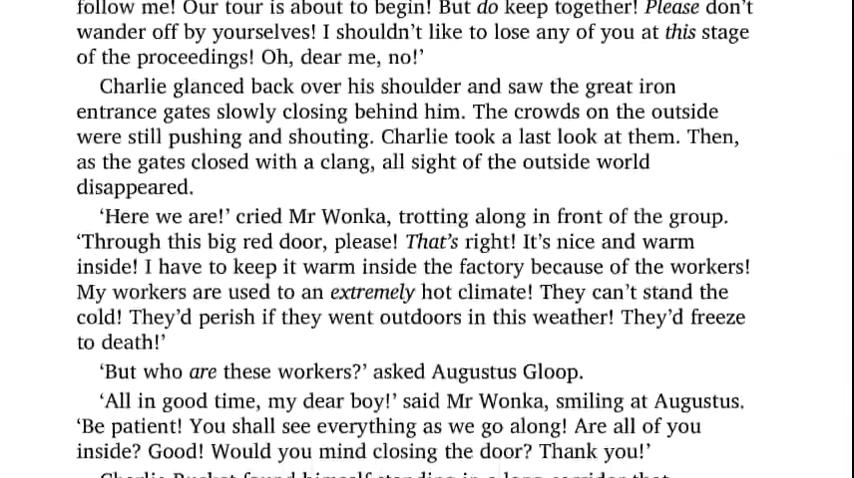 follow me! Our tour is about to begin! But do keep together! Please don’t
wander off by yourselves! I shouldn’t like to lose any of you at this stage
of the proceedings! Oh, dear me, no!’
Charlie glanced back over his shoulder and saw the great iron
entrance gates slowly closing behind him. The crowds on the outside
were still pushing and shouting. Charlie took a last look at them. Then,
as the gates closed with a clang, all sight of the outside world
disappeared.
‘Here we are!’ cried Mr Wonka, trotting along in front of the group.
‘Through this big red door, please! That’s right! It’s nice and warm
inside! I have to keep it warm inside the factory because of the workers!
My workers are used to an extremely hot climate! They can’t stand the
cold! They’d perish if they went outdoors in this weather! They’d freeze
to death!’
‘But who are these workers?’ asked Augustus Gloop.
‘All in good time, my dear boy!’ said Mr Wonka, smiling at Augustus.
‘Be patient! You shall see everything as we go along! Are all of you
inside? Good! Would you mind closing the door? Thank you!’
Charlie Bucket found himself standing in a long corridor that